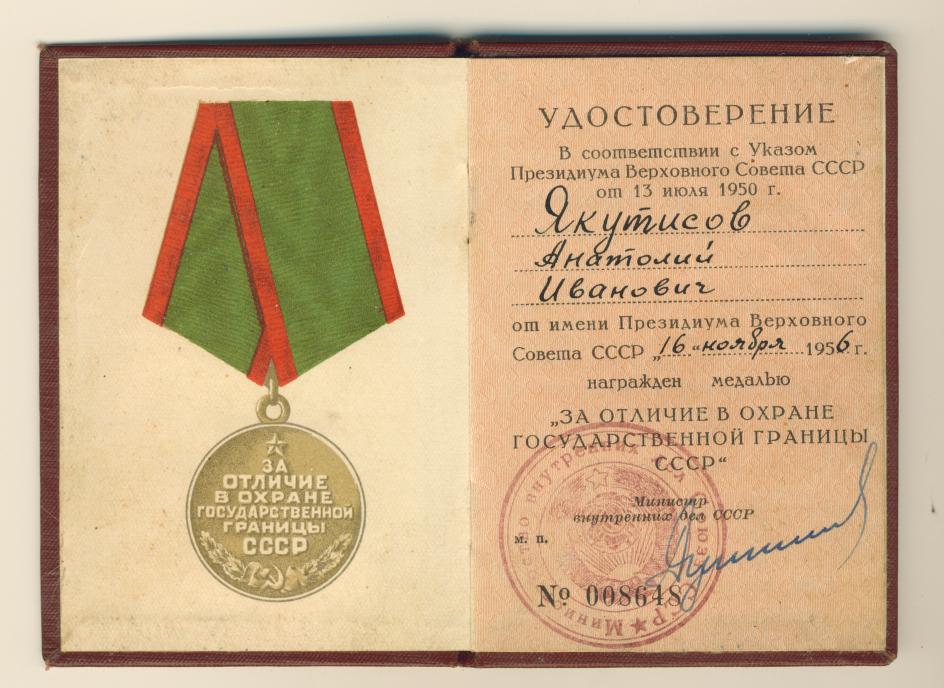 ЗА
ОТЛИЧИЕ
В ОХРАНЕ
ГОСУДАРСТВЕННОЙ
ГРАНИЦЫ
СССР
УДОСТОВЕРЕНИЕ
В соответствии с Указом
Президиума Верховного Совета СССР
от 13 июля 1950 г.
Якутисов
Анатолий
Иванович
от имени Президиума Верховного
Совета СССР „16“ ноября 1956 г.
награжден медалью
„ЗА ОТЛИЧИЕ В ОХРАНЕ
ГОСУДАРСТВЕННОЙ ГРАНИЦЫ
СССР“
Министр
внутренних дел СССР
м. п.
№ 008648